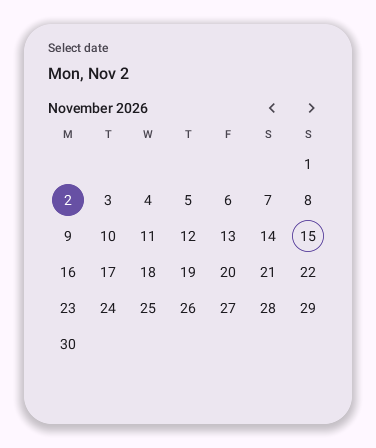 Select date
Mon, Nov 2
November 2026
M T W T F S S
1
2 3 4 5 6 7 8
9 10 11 12 13 14 15
16 17 18 19 20 21 22
23 24 25 26 27 28 29
30